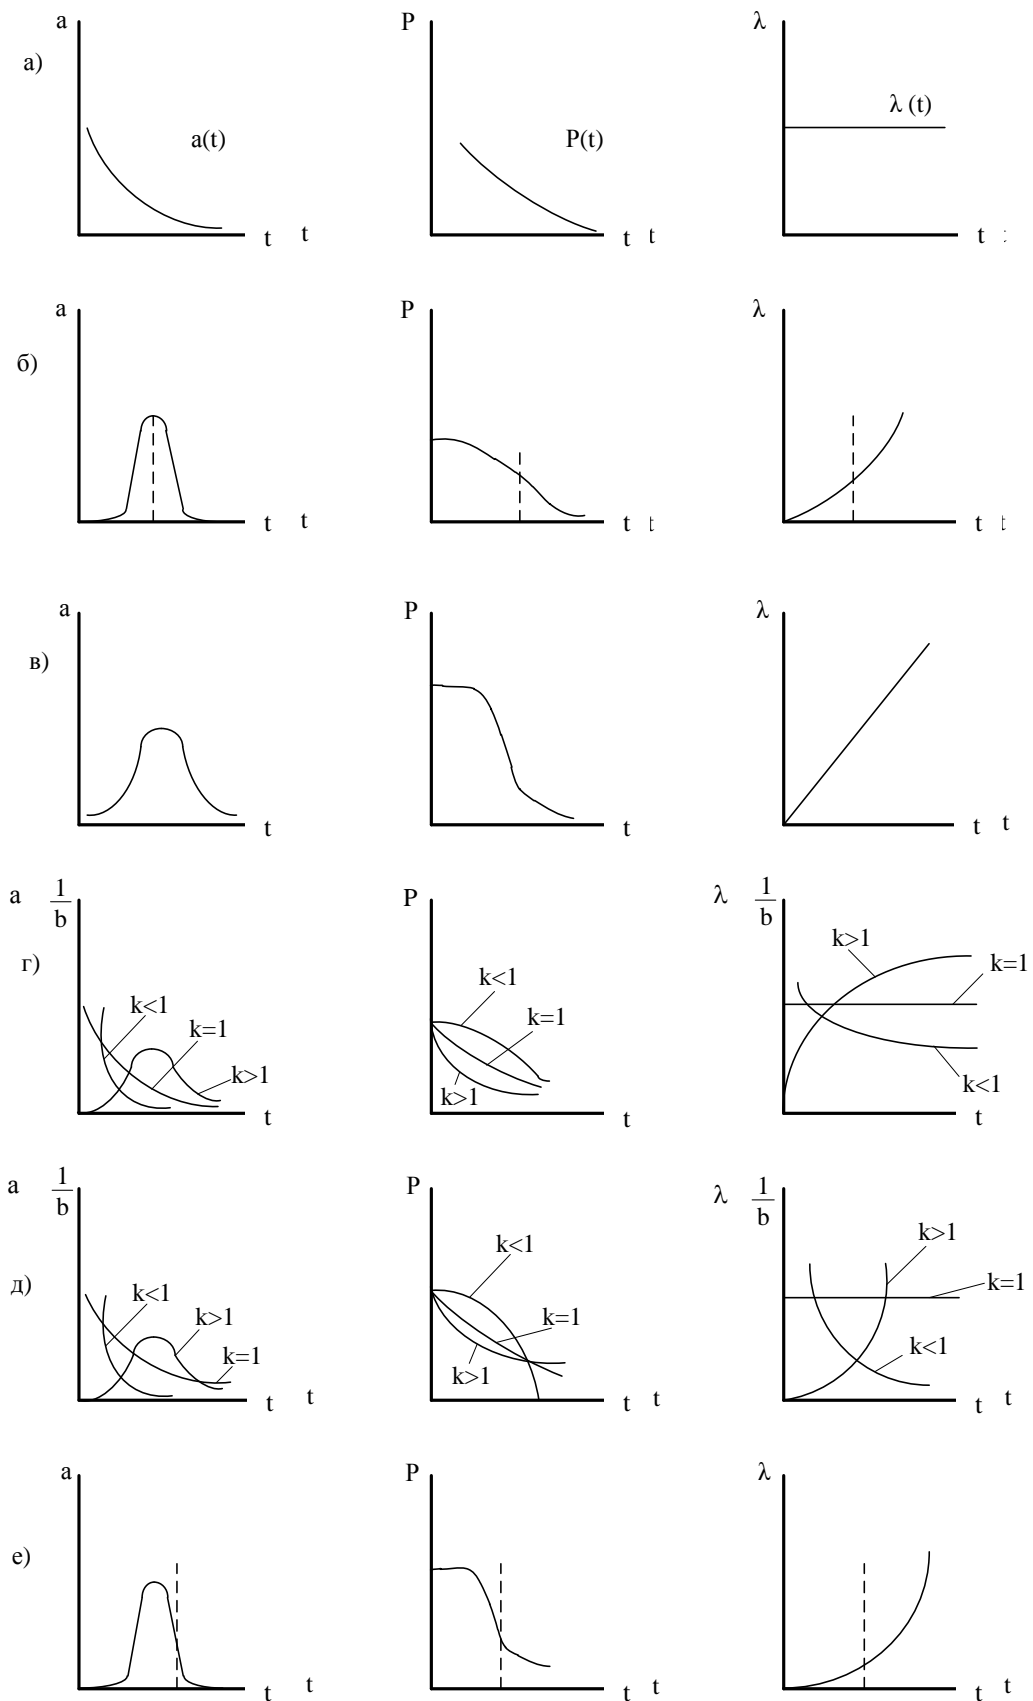 a P λ
а)
a(t) P(t) λ (t)
t t t t t
a P λ
б)
t t t t t t
a P λ
в)
t t t t
a 1/b P λ 1/b
г)
k<1 k=1 k>1
k<1 k=1 k>1
k>1 k=1 k<1
t t t
a 1/b P λ 1/b
д)
k<1 k>1 k=1
k<1 k=1 k>1
k>1 k=1 k<1
t t t t t t
a P λ
е)
t t t t t t